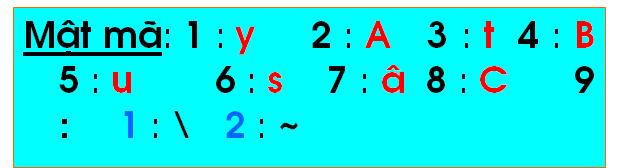 Mật mã: 1 : y 2 : A 3 : t 4 : B
5 : u 6 : s 7 : â 8 : C 9
: 1 : \ 2 : ~